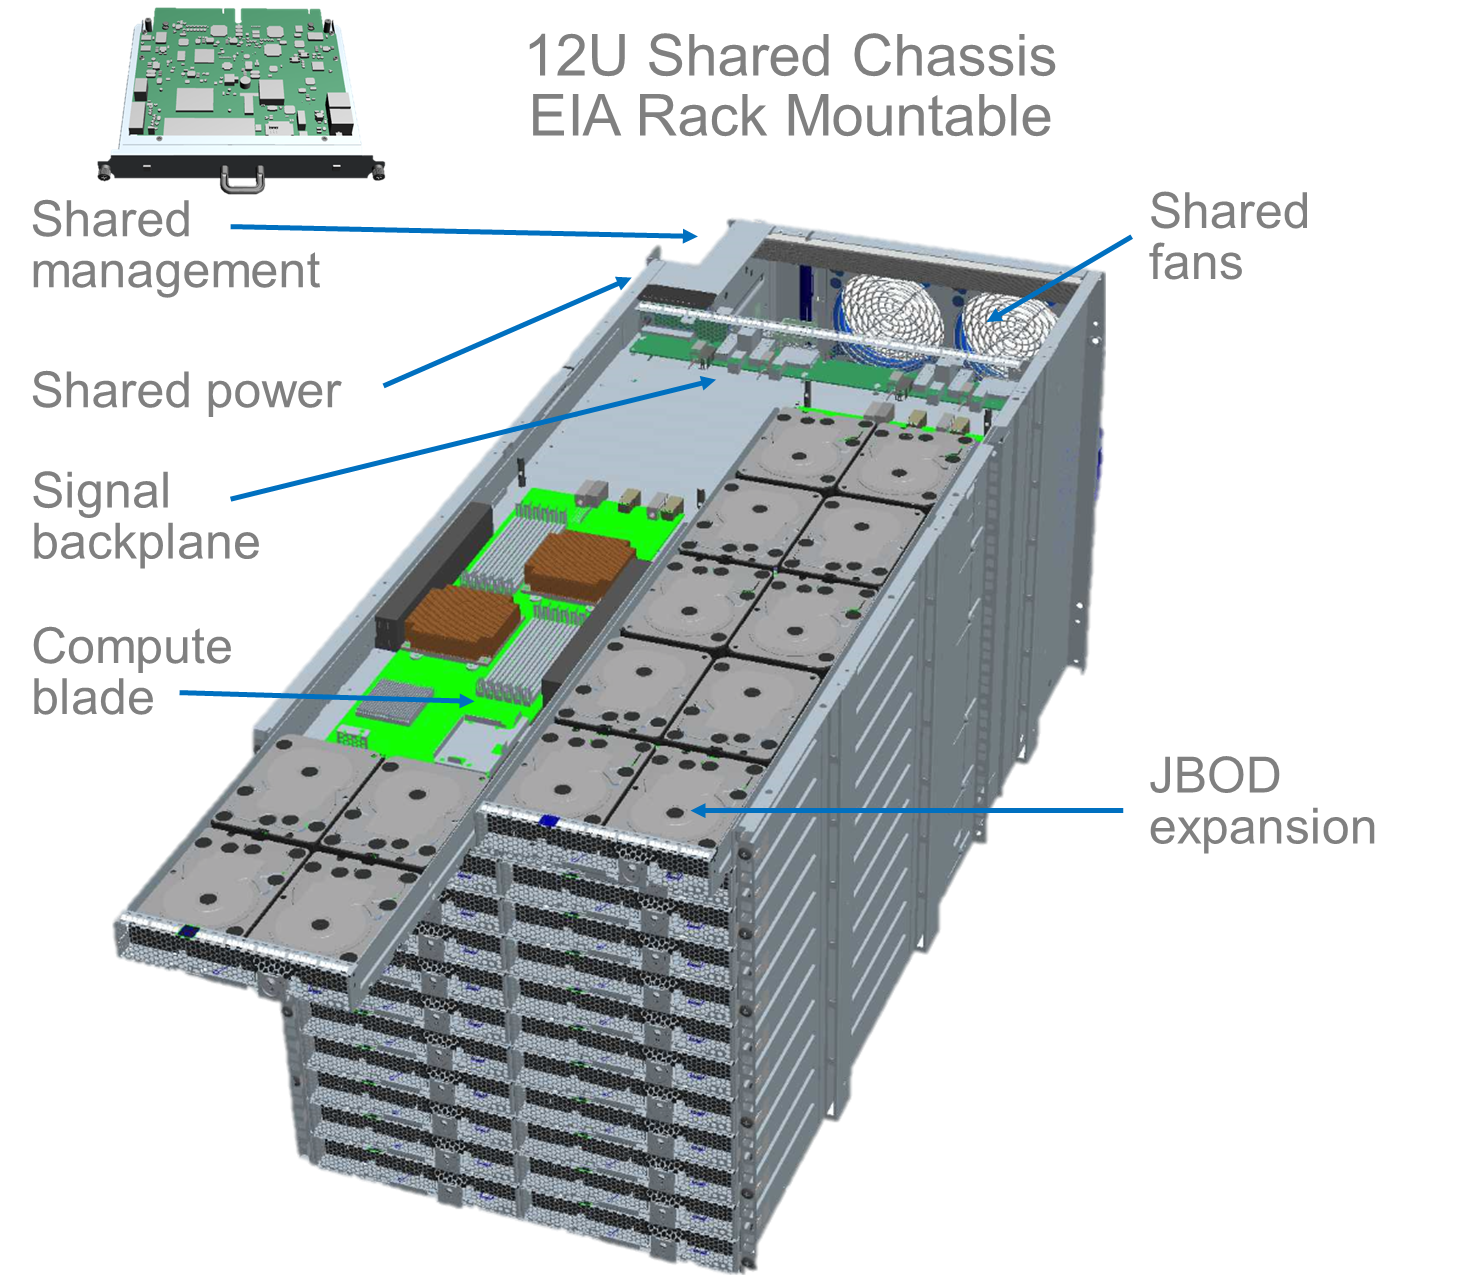 12U Shared Chassis
EIA Rack Mountable
Shared
management
Shared
fans
Shared power
Signal
backplane
Compute
blade
JBOD
expansion